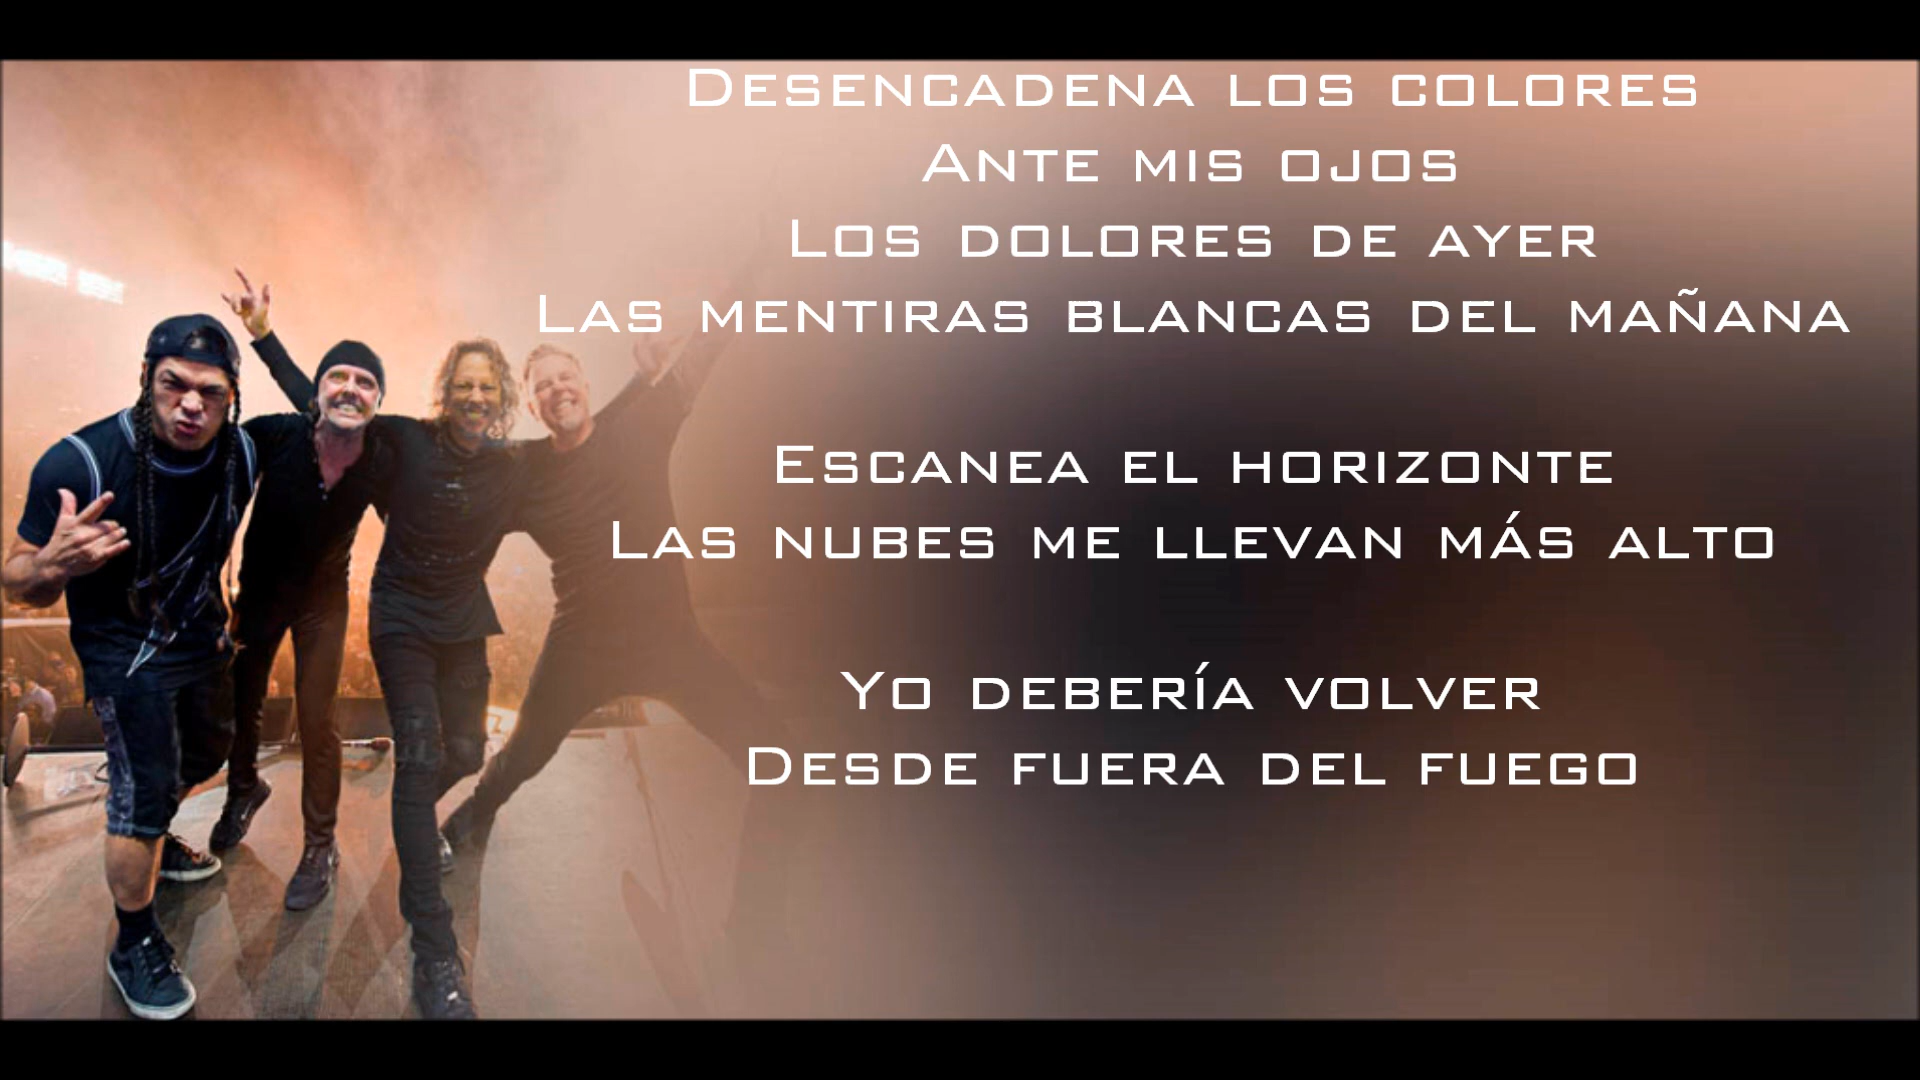 Desencadena los colores
Ante mis ojos
Los dolores de ayer
Las mentiras blancas del mañana
Escanea el horizonte
Las nubes me llevan más alto
Yo debería volver
Desde fuera del fuego